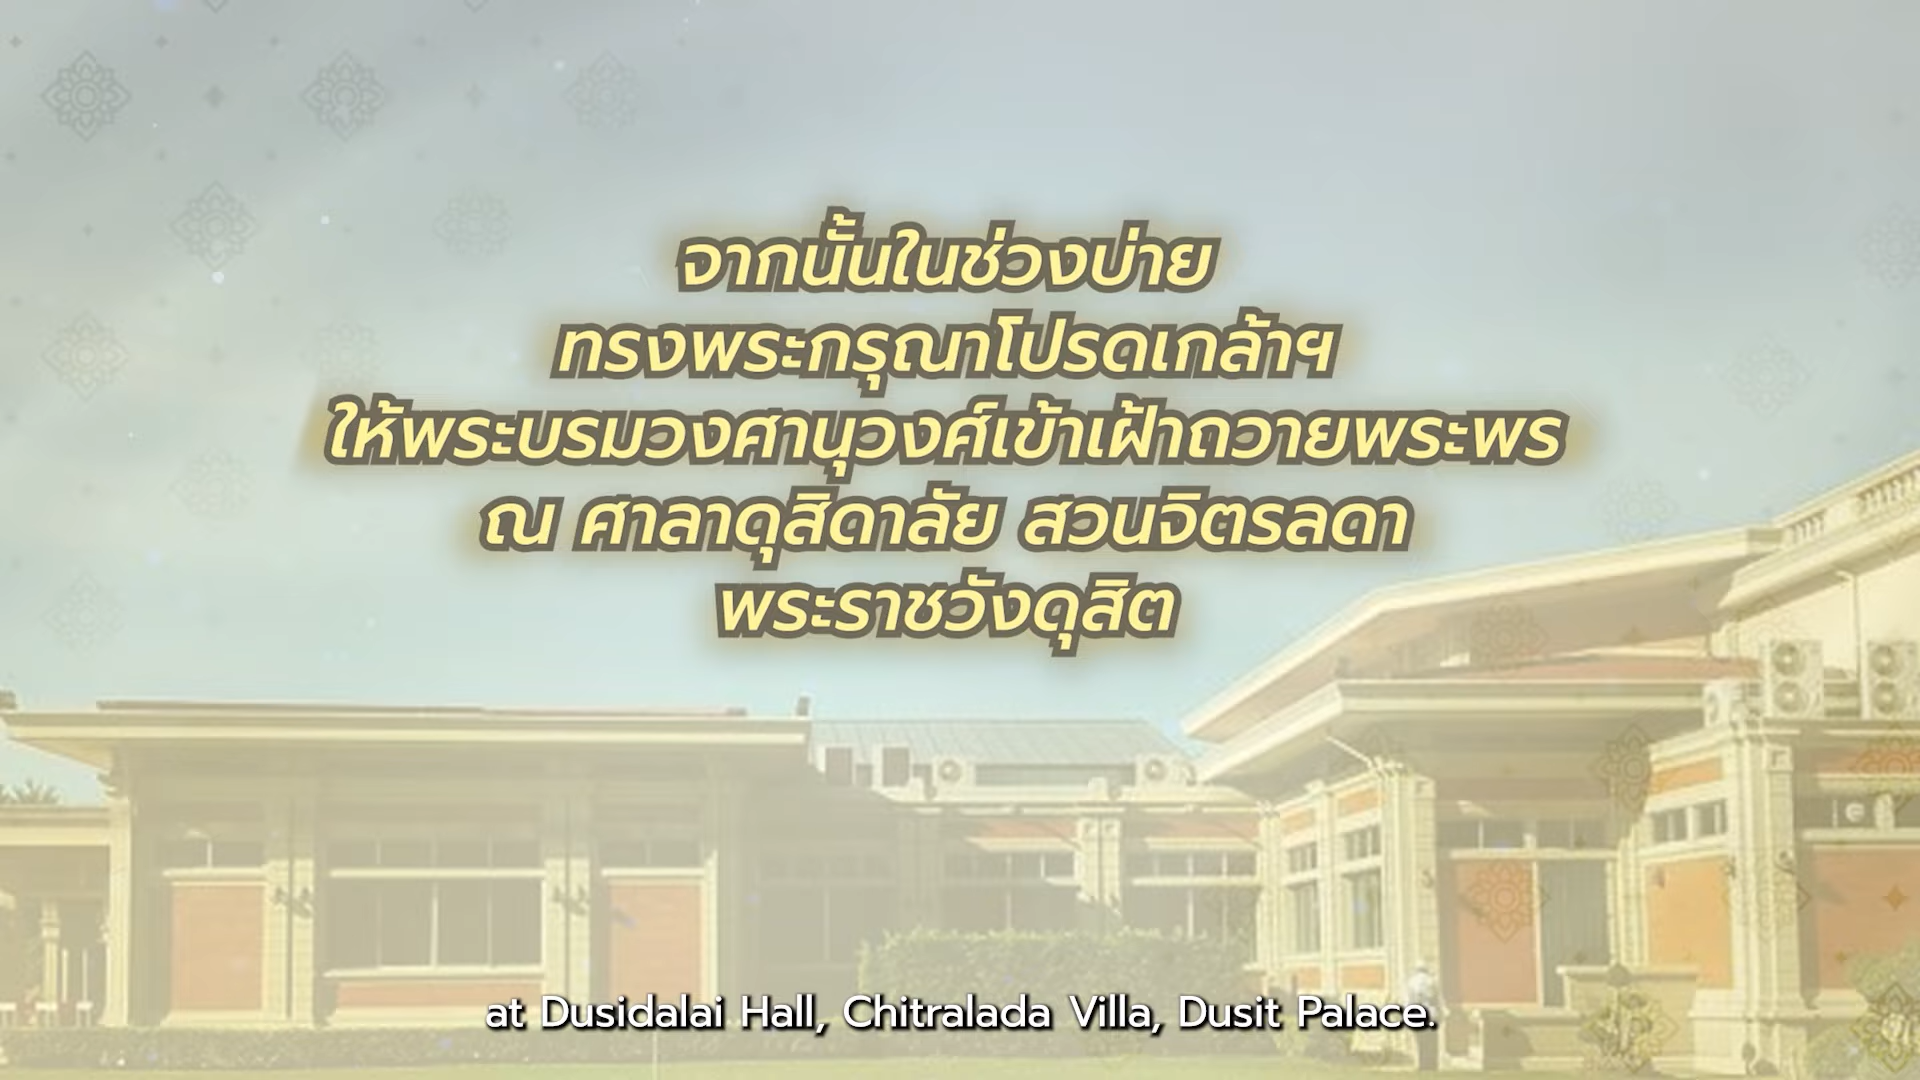 จากนั้นในช่วงบ่าย
ทรงพระกรุณาโปรดเกล้าฯ
ให้พระบรมวงศานุวงศ์เข้าเฝ้าถวายพระพร
ณ ศาลาดุสิดาลัย สวนจิตรลดา
พระราชวังดุสิต
at Dusidalai Hall, Chitralada Villa, Dusit Palace.